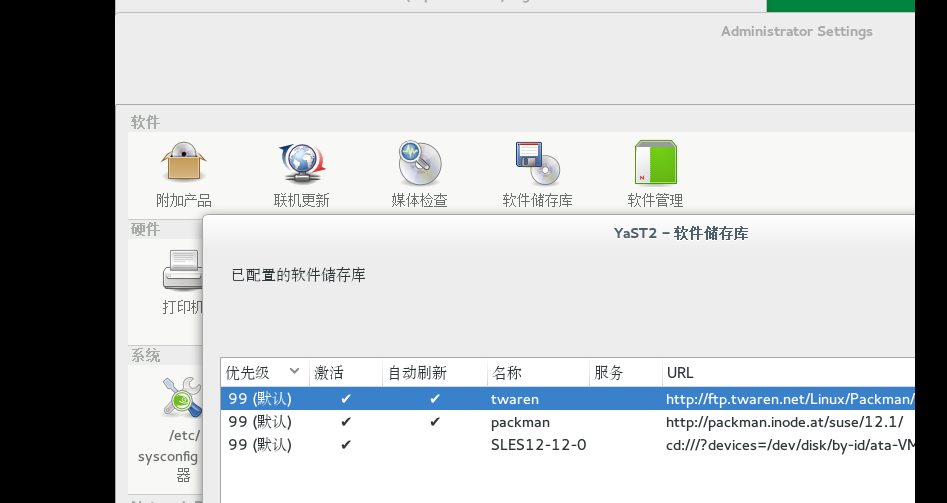 Administrator Settings
软件
附加产品 联机更新 媒体检查 软件储存库 软件管理
硬件
YaST2 - 软件储存库
已配置的软件储存库
打印机
系统
优先级 激活 自动刷新 名称 服务 URL
99 (默认) ✔ ✔ twaren http://ftp.twaren.net/Linux/Packman/
99 (默认) ✔ ✔ packman http://packman.inode.at/suse/12.1/
99 (默认) ✔ SLES12-12-0 cd:///?devices=/dev/disk/by-id/ata-VM
/etc/
sysconfig
器